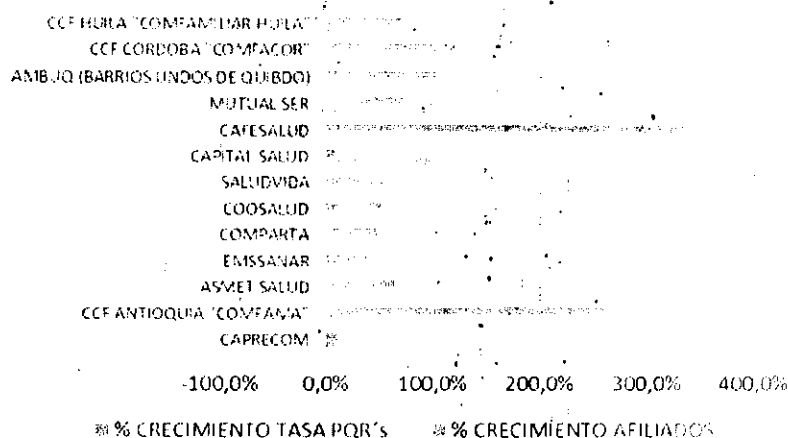 CCF HUILA "COMFAMILIAR HUILA"
CCF CORDOBA "COMFACOR"
AMBUQ (BARRIOS UNIDOS DE QUIBDO)
MUTUAL SER
CAFESALUD
CAPITAL SALUD
SALUDVIDA
COOSALUD
COMPARTA
EMSSANAR
ASMET SALUD
CCF ANTIOQUIA "COMFAMA"
CAPRECOM
-100,0% 0,0% 100,0% 200,0% 300,0% 400,0%
% CRECIMIENTO TASA PQR's % CRECIMIENTO AFILIADOS